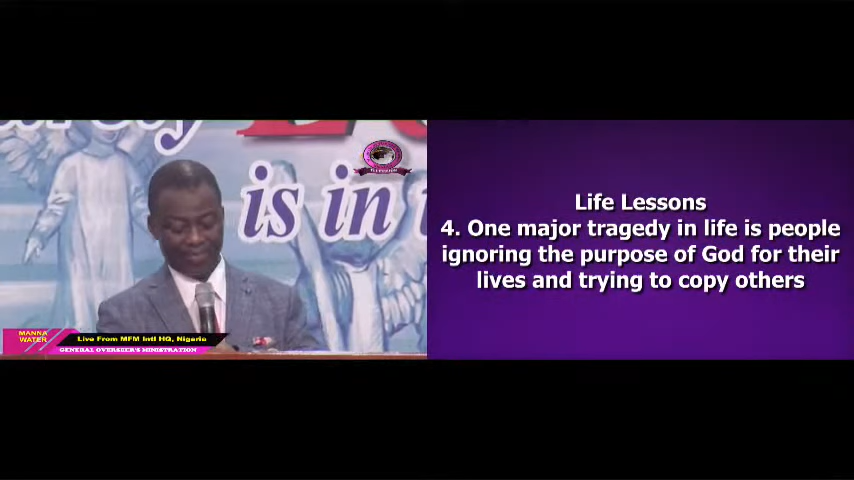 is in
MANNA
WATER
Live From MFM Intl HQ, Nigeria
GENERAL OVERSEER'S MINISTRATION
Life Lessons
4. One major tragedy in life is people
ignoring the purpose of God for their
lives and trying to copy others